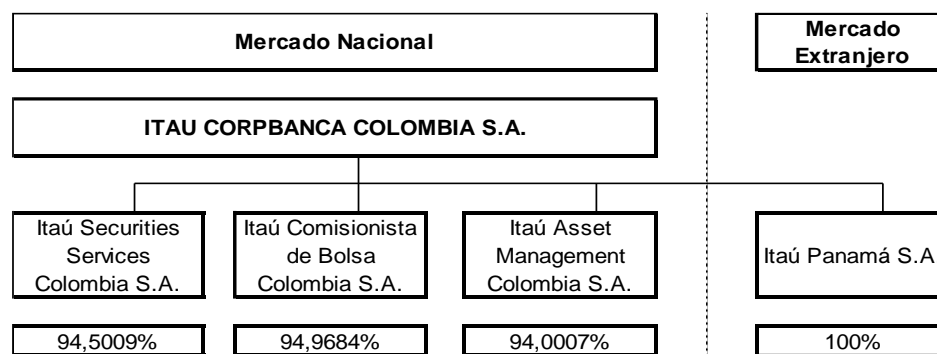 Mercado Nacional
Mercado
Extranjero
ITAU CORPBANCA COLOMBIA S.A.
Itaú Securities
Services
Colombia S.A.
Itaú Comisionista
de Bolsa
Colombia S.A.
Itaú Asset
Management
Colombia S.A.
Itaú Panamá S.A
94,5009%
94,9684%
94,0007%
100%